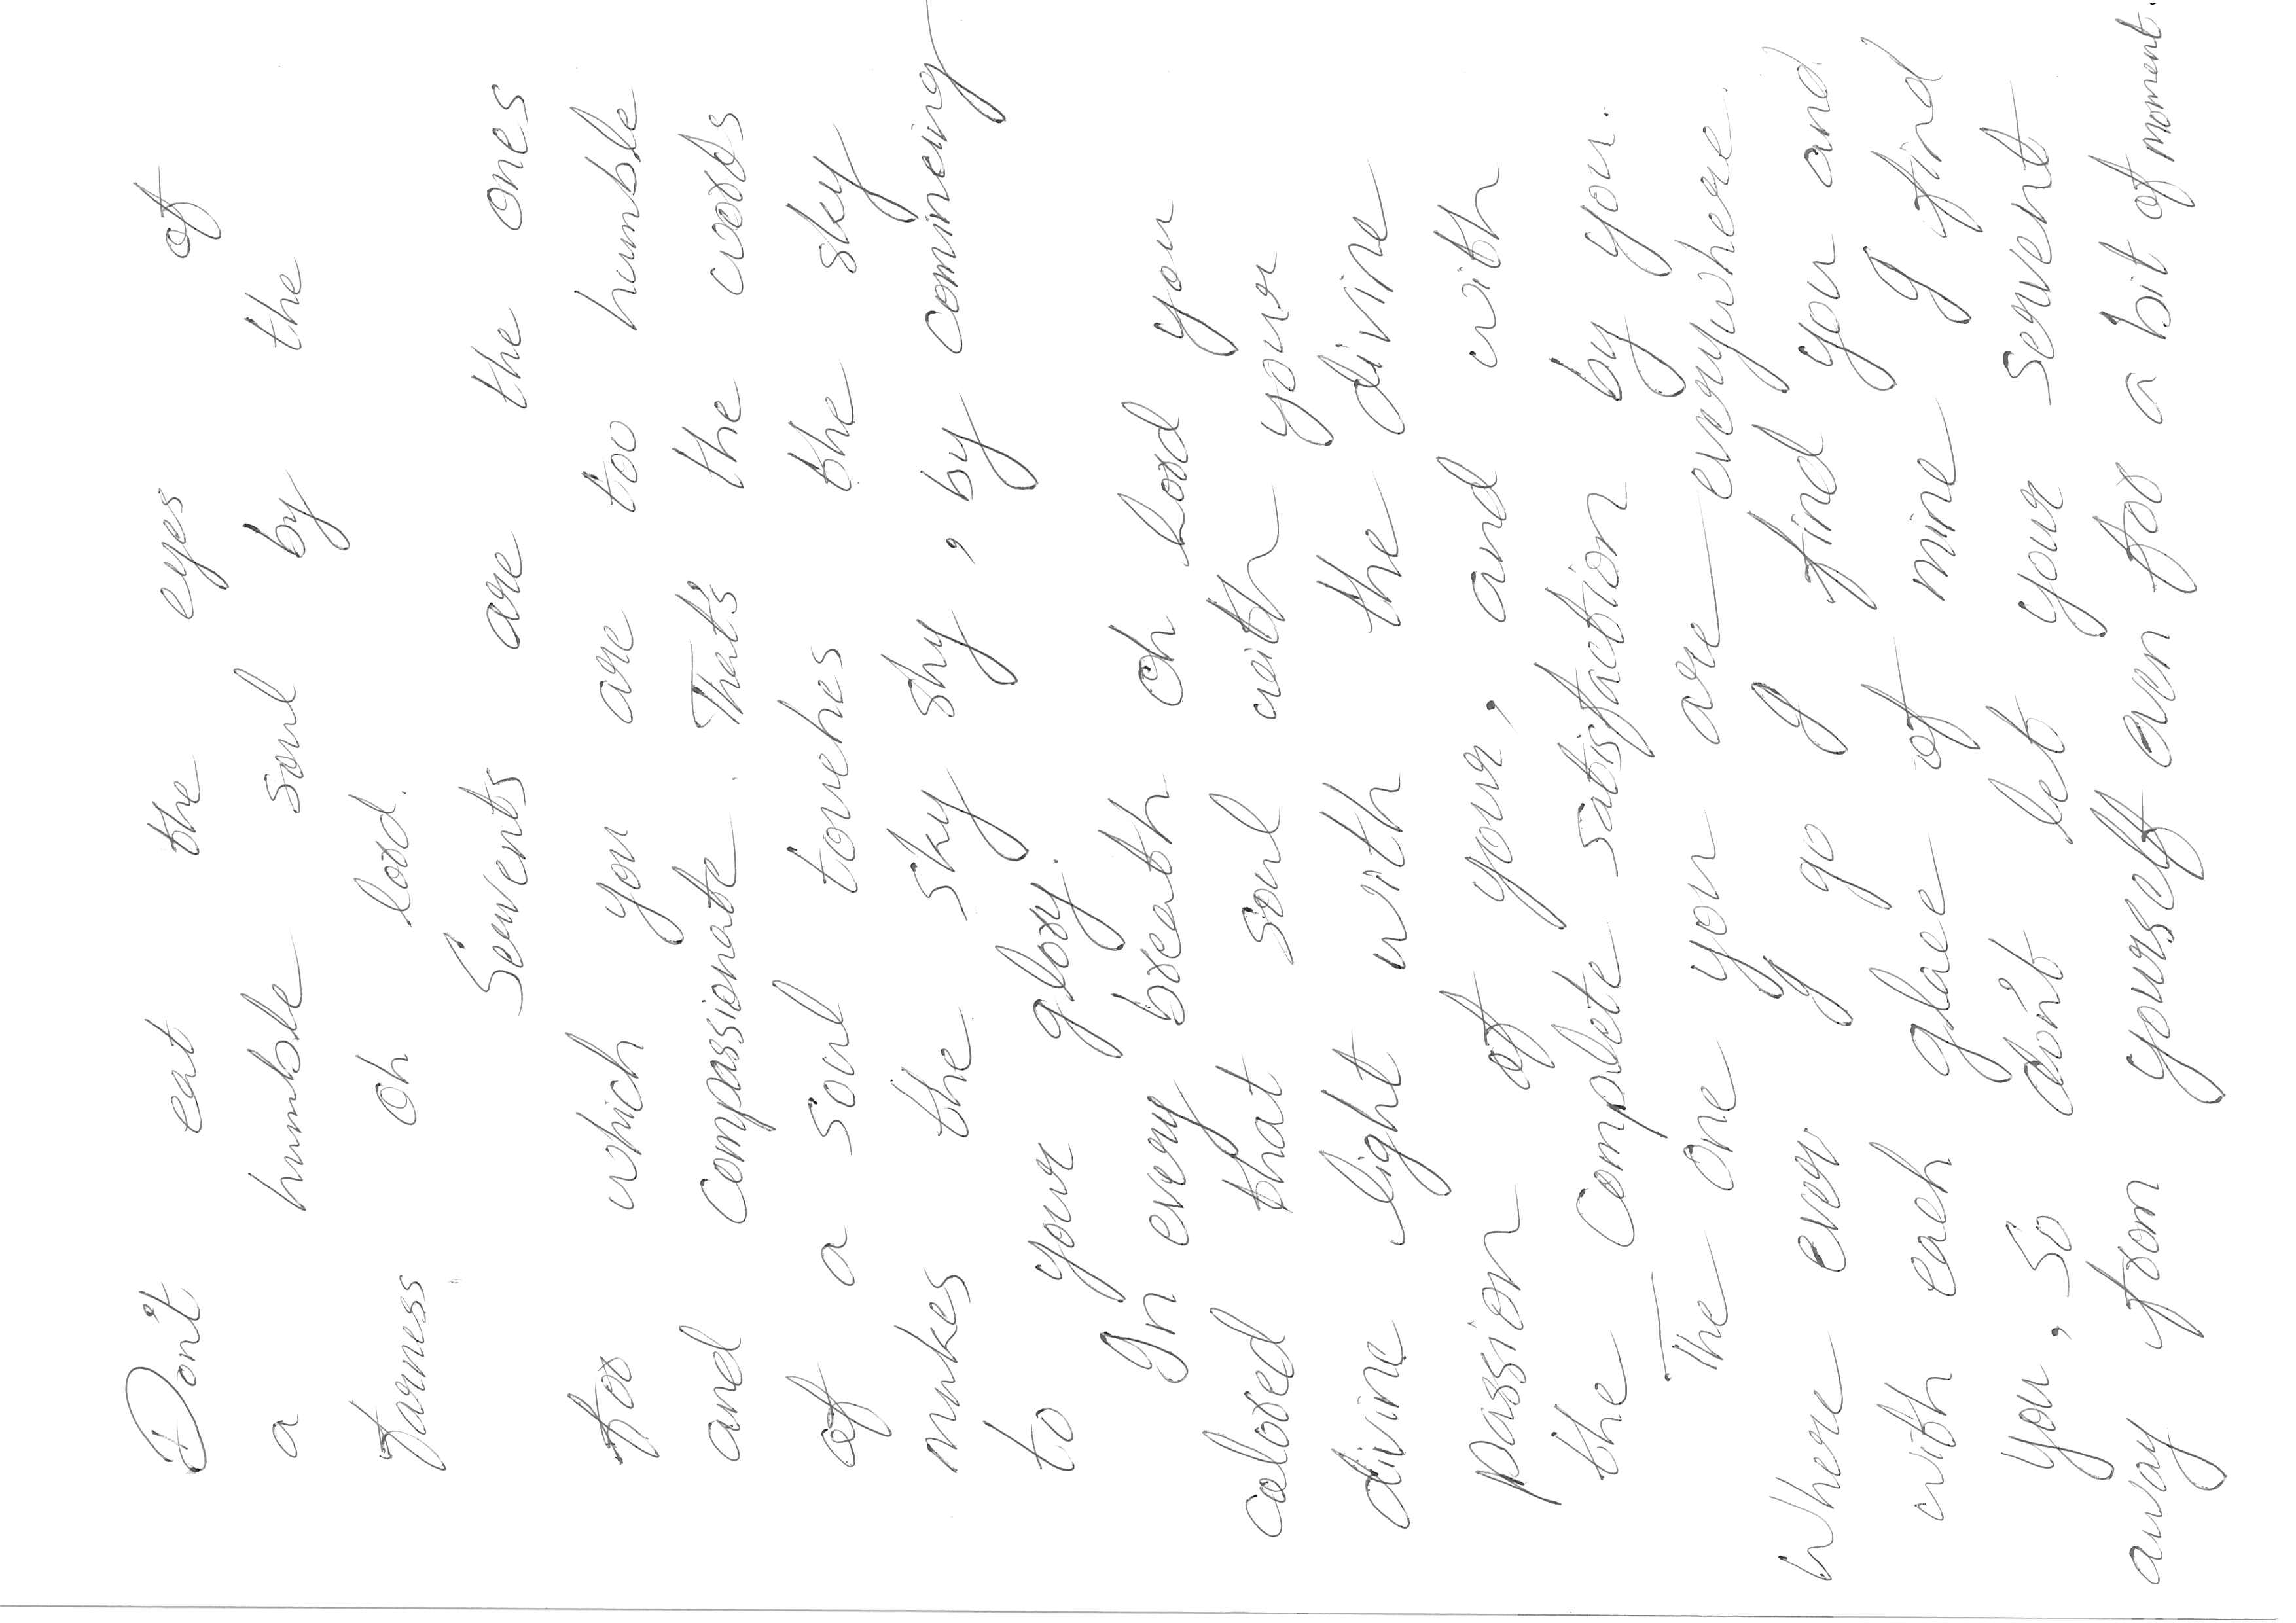 Don't eat the eyes of
a humble soul by the
farness Oh lord.
Servents are the ones
for which you are too humble
and compassionate. That's the words
of a soul touches the sky
makes the sky shy, by comincing
to your glory.
In every breath Oh Lord you
colored that soul with your
divine light with the divine
passion of your, and with
the complete satisfaction by you.
The One you are everywhere.
Where ever I go I find you and
with each glace of mine I find
you, So don't let your servent
away from yourself even for a bit of moment.